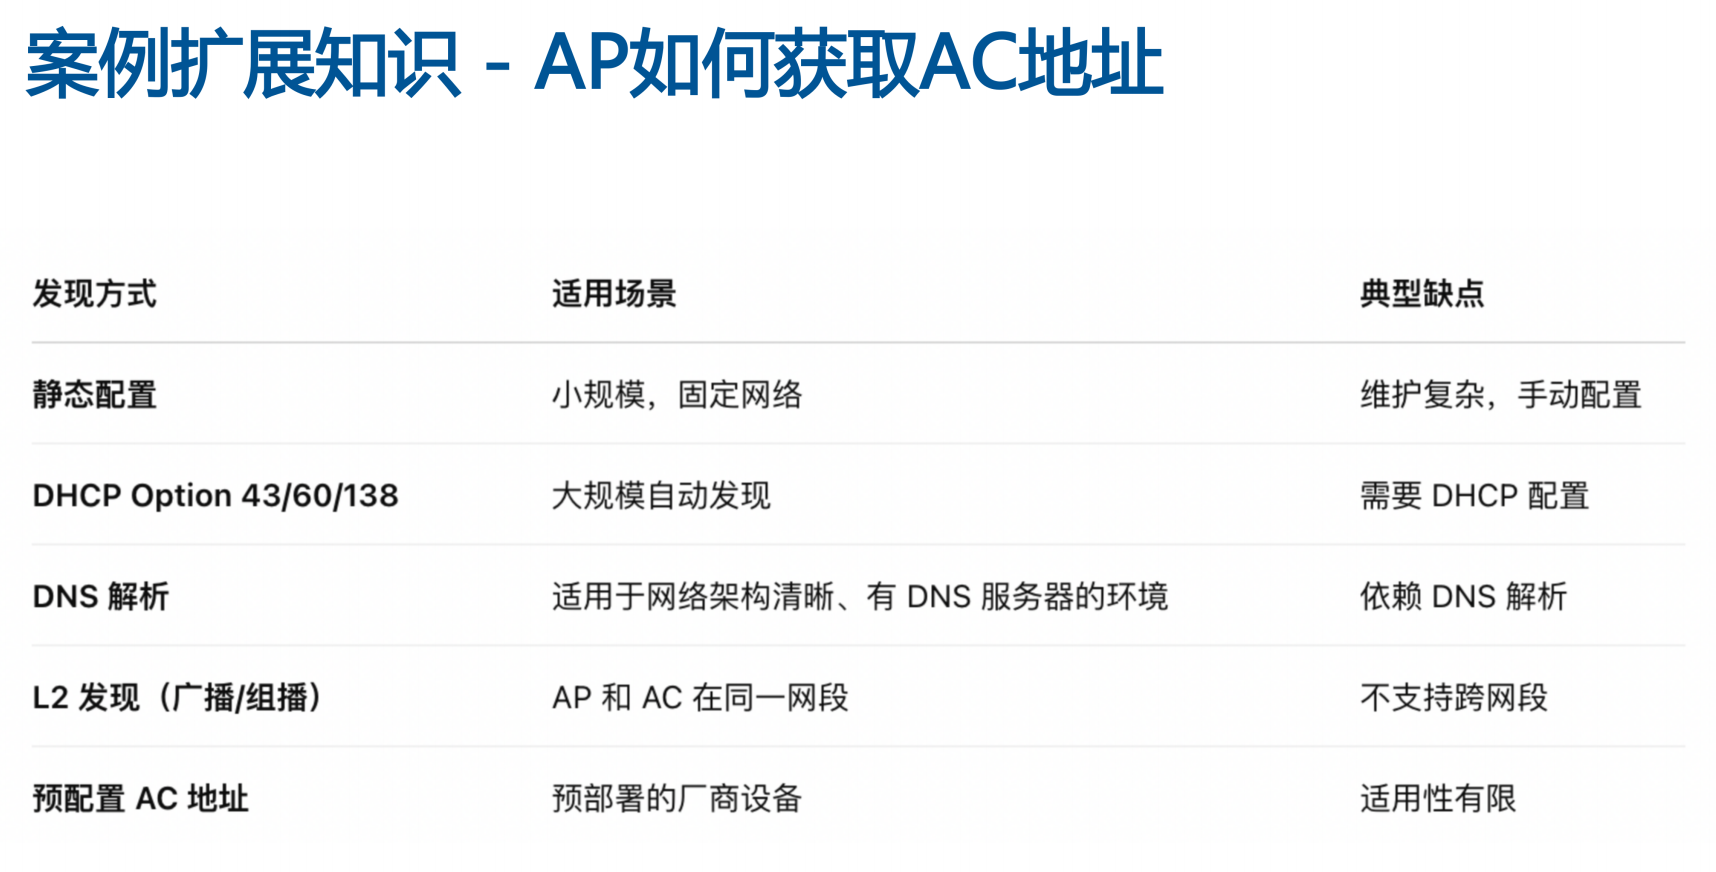 案例扩展知识 - AP如何获取AC地址
发现方式 适用场景 典型缺点
静态配置 小规模，固定网络 维护复杂，手动配置
DHCP Option 43/60/138 大规模自动发现 需要 DHCP 配置
DNS 解析 适用于网络架构清晰、有 DNS 服务器的环境 依赖 DNS 解析
L2 发现（广播/组播） AP 和 AC 在同一网段 不支持跨网段
预配置 AC 地址 预部署的厂商设备 适用性有限